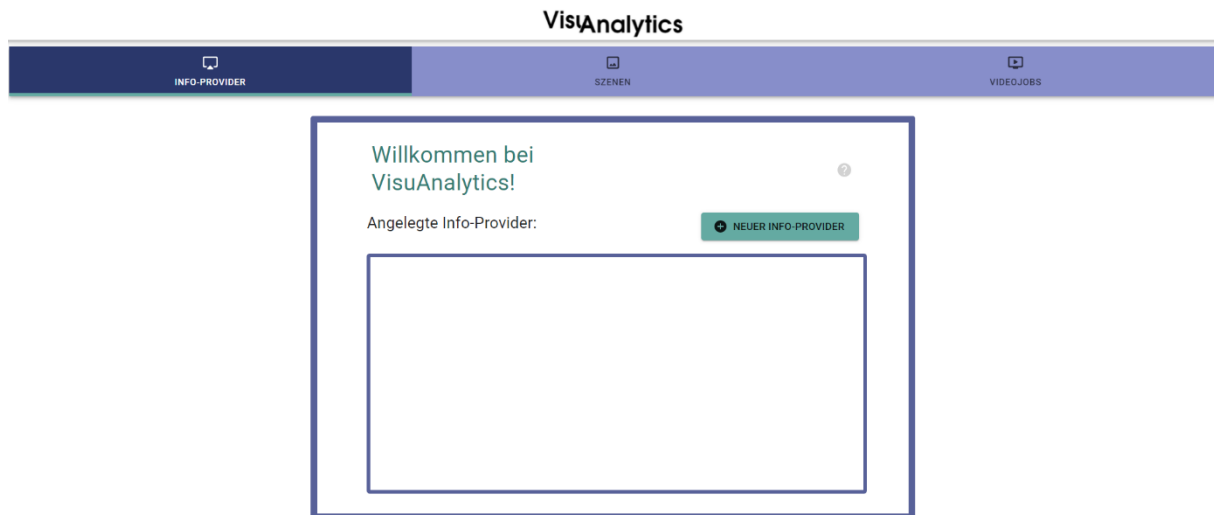 VisuAnalytics
INFO-PROVIDER
SZENEN
VIDEOJOBS
Willkommen bei
VisuAnalytics!
?
Angelegte Info-Provider:
NEUER INFO-PROVIDER